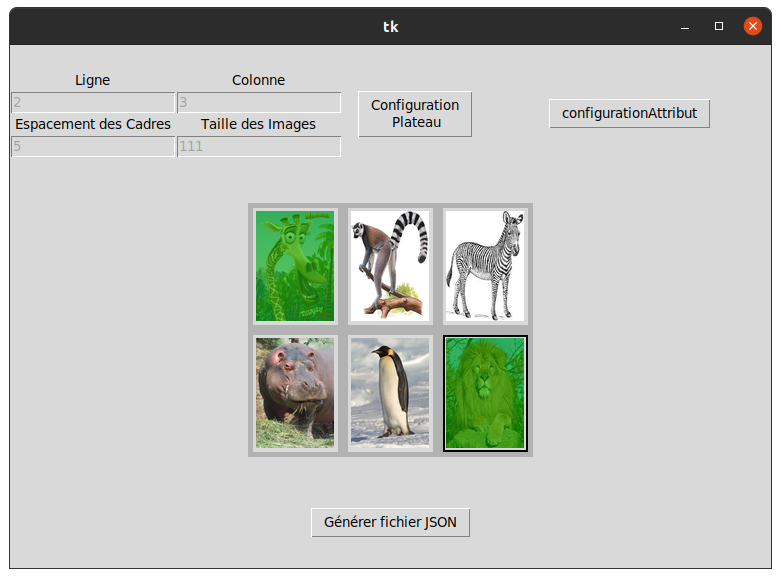 tk
Ligne
Colonne
2
3
Espacement des Cadres
Taille des Images
5
111
Configuration
Plateau
configurationAttribut
Générer fichier JSON